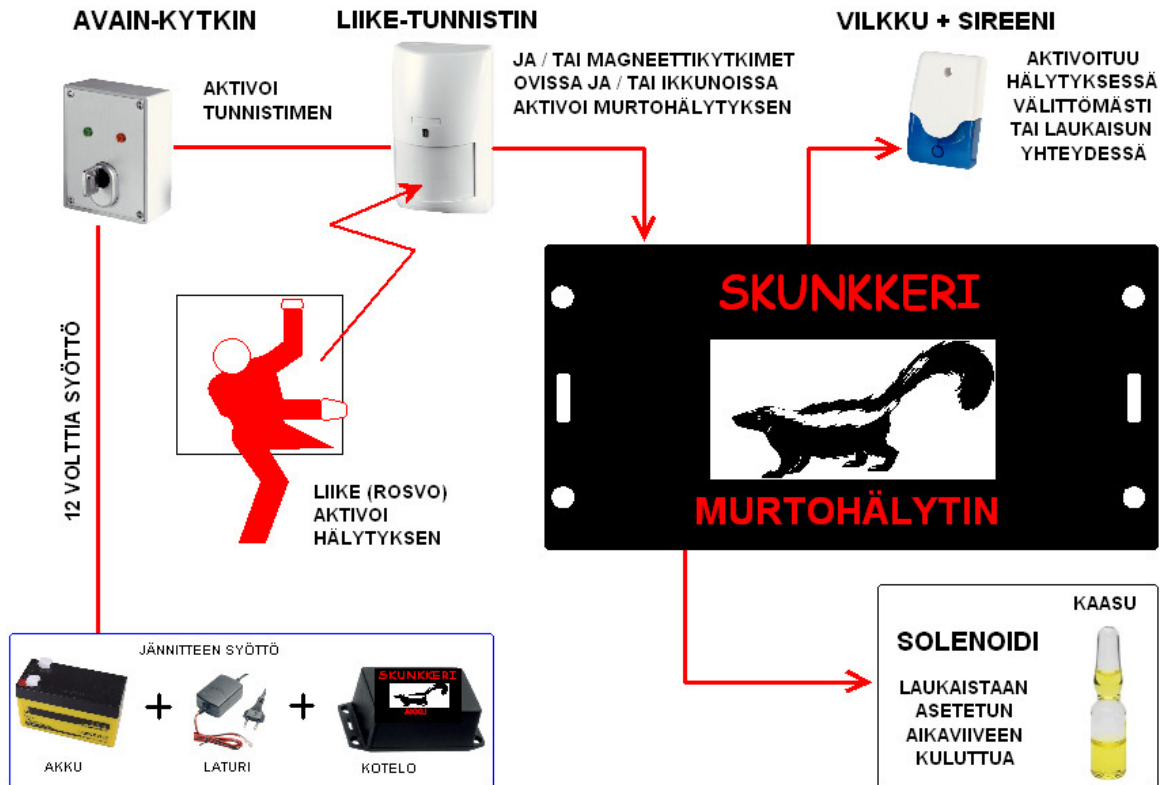 AVAIN-KYTKIN
LIIKE-TUNNISTIN
VILKKU + SIREENI
AKTIVOI
TUNNISTIMEN
JA / TAI MAGNEETTIKYTKIMET
OVISSA JA / TAI IKKUNOISSA
AKTIVOI MURTOHÄLYTYKSEN
AKTIVOITUU
HÄLYTYKSESSÄ
VÄLITTÖMÄSTI
TAI LAUKAISUN
YHTEYDESSÄ
12 VOLTTIA SYÖTTÖ
LIIKE (ROSVO)
AKTIVOI
HÄLYTYKSEN
SKUNKKERI
MURTOHÄLYTIN
JÄNNITTEEN SYÖTTÖ
+
+
SKUNKKERI
AKKU
AKKU
LATURI
KOTELO
KAASU
SOLENOIDI
LAUKAISTAAN
ASETETUN
AIKAVIIVEEN
KULUTTUA